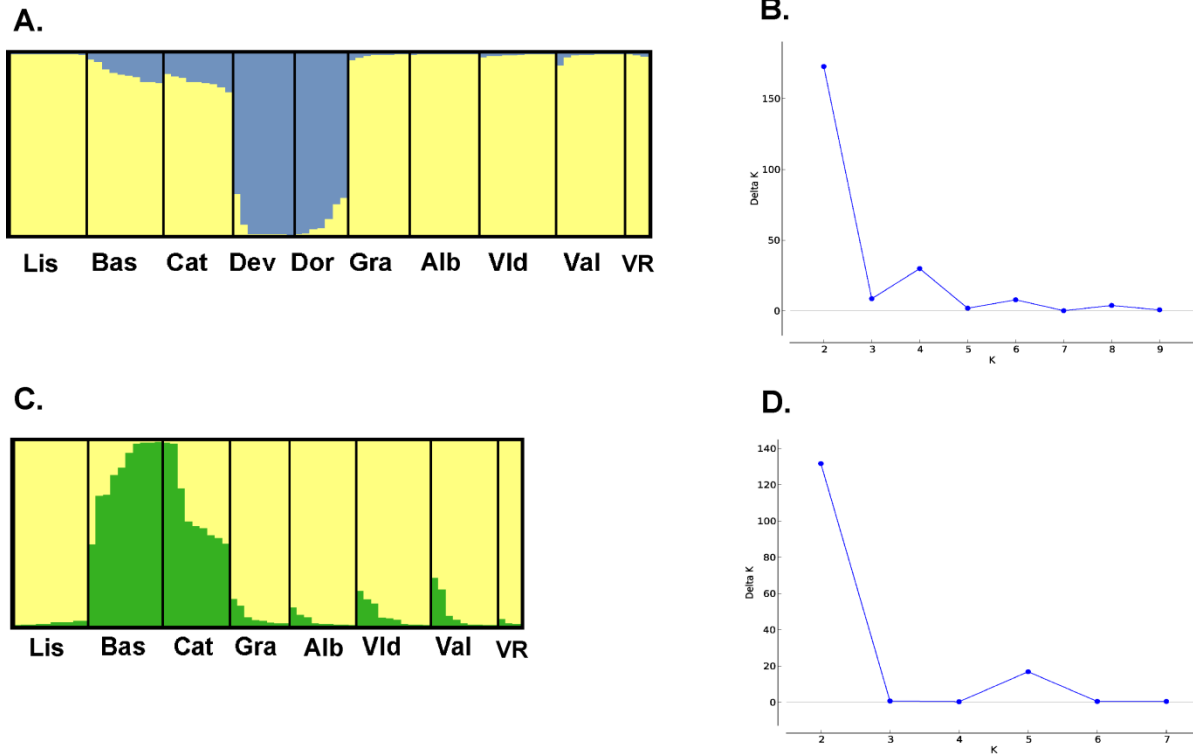 A.
Lis Bas Cat Dev Dor Gra Alb Vld Val VR
B.
Delta K
150
100
50
0
2 3 4 5 6 7 8 9
K
C.
Lis Bas Cat Gra Alb Vld Val VR
D.
Delta K
140
120
100
80
60
40
20
0
2 3 4 5 6 7
K